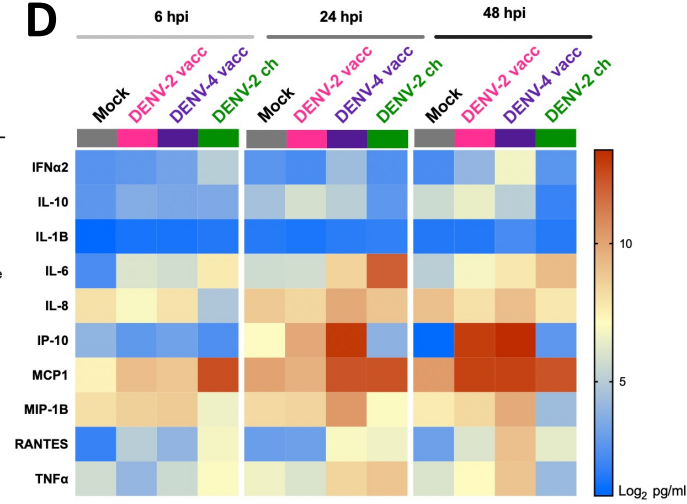 D
6 hpi 24 hpi 48 hpi
Mock DENV-2 vacc DENV-4 vacc DENV-2 ch Mock DENV-2 vacc DENV-4 vacc DENV-2 ch Mock DENV-2 vacc DENV-4 vacc DENV-2 ch
IFNα2
IL-10
IL-1B
IL-6
IL-8
IP-10
MCP1
MIP-1B
RANTES
TNFα
10
5
Log₂ pg/ml